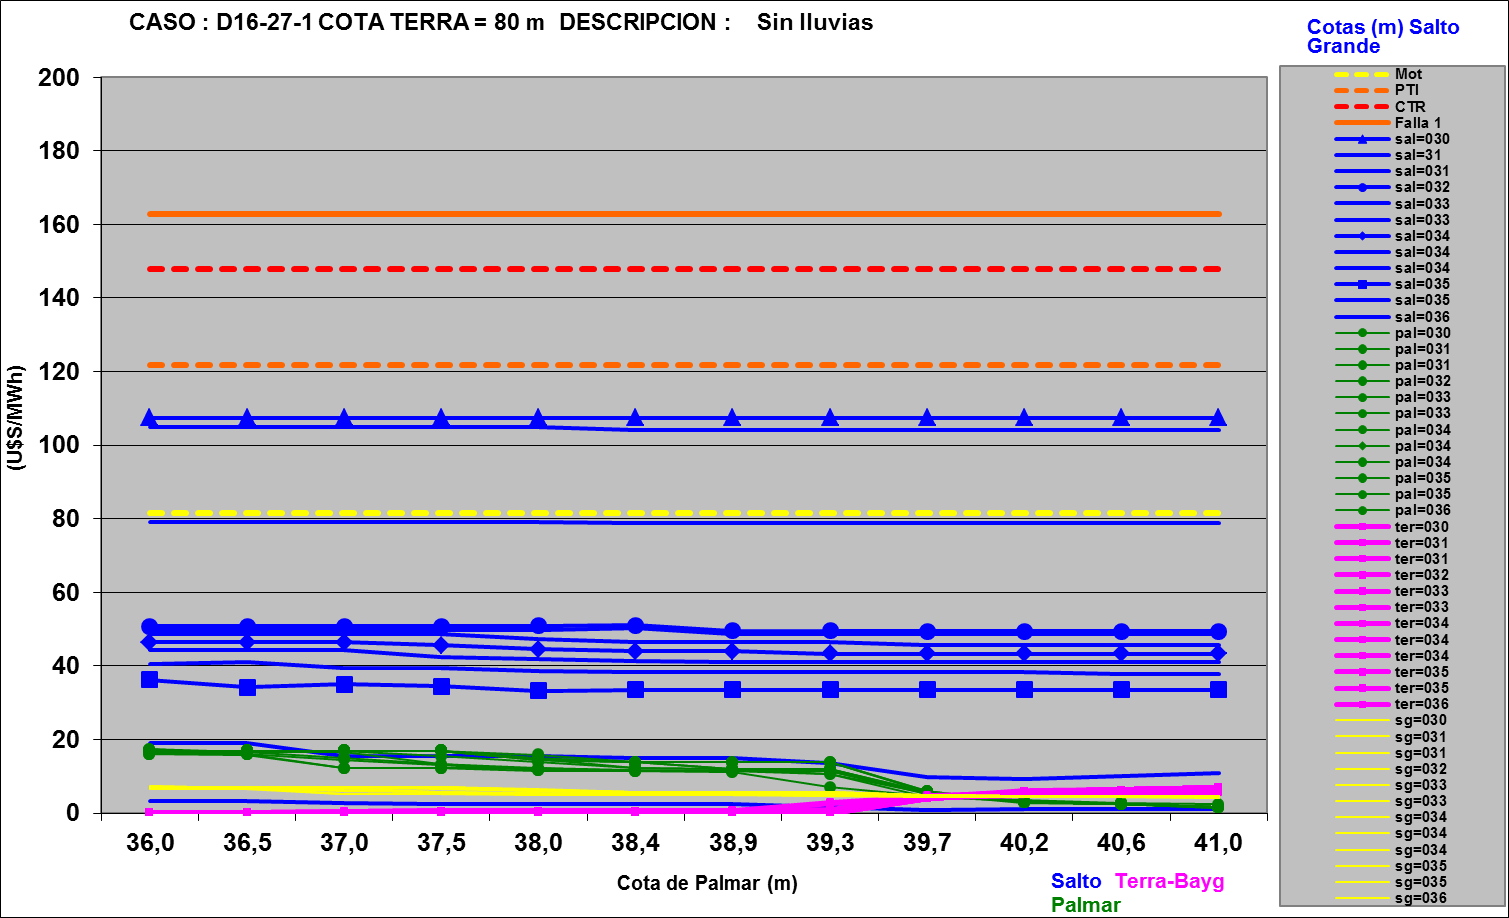 CASO : D16-27-1 COTA TERRA = 80 m  DESCRIPCION :    Sin lluvias
Cotas (m) Salto
Grande
Mot
PTI
CTR
Falla 1
sal=030
sal=31
sal=031
sal=032
sal=033
sal=033
sal=034
sal=034
sal=034
sal=035
sal=035
sal=036
pal=030
pal=031
pal=031
pal=032
pal=033
pal=033
pal=034
pal=034
pal=034
pal=035
pal=035
pal=036
ter=030
ter=031
ter=031
ter=032
ter=033
ter=033
ter=034
ter=034
ter=034
ter=035
ter=035
ter=036
sg=030
sg=031
sg=031
sg=032
sg=033
sg=033
sg=034
sg=034
sg=034
sg=035
sg=035
sg=036
200
180
160
140
120
100
80
60
40
20
0
(U$S/MWh)
36,0 36,5 37,0 37,5 38,0 38,4 38,9 39,3 39,7 40,2 40,6 41,0
Cota de Palmar (m)
Salto Terra-Bayg
Palmar